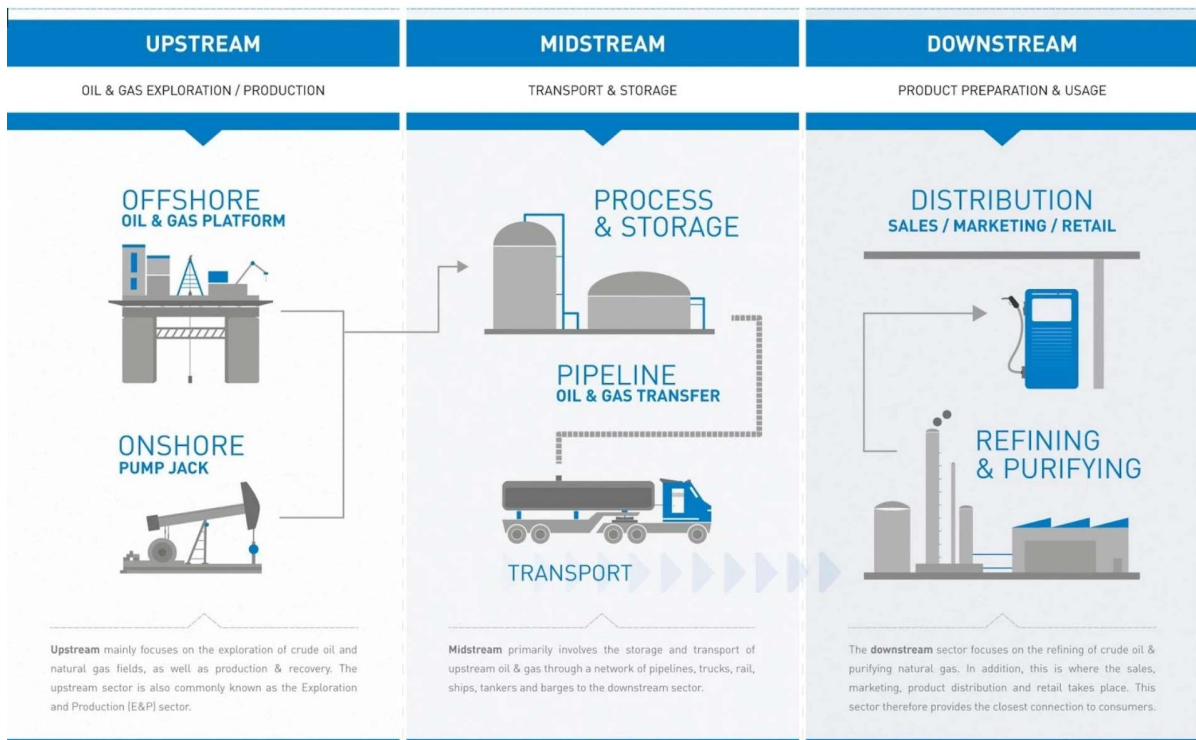 UPSTREAM
OIL & GAS EXPLORATION / PRODUCTION
OFFSHORE
OIL & GAS PLATFORM
ONSHORE
PUMP JACK
Upstream mainly focuses on the exploration of crude oil and
natural gas fields, as well as production & recovery. The
upstream sector is also commonly known as the Exploration
and Production (E&P) sector.
MIDSTREAM
TRANSPORT & STORAGE
PROCESS
& STORAGE
PIPELINE
OIL & GAS TRANSFER
TRANSPORT
Midstream primarily involves the storage and transport of
upstream oil & gas through a network of pipelines, trucks, rail,
ships, tankers and barges to the downstream sector.
DOWNSTREAM
PRODUCT PREPARATION & USAGE
DISTRIBUTION
SALES / MARKETING / RETAIL
REFINING
& PURIFYING
The downstream sector focuses on the refining of crude oil &
purifying natural gas. In addition, this is where the sales,
marketing, product distribution and retail takes place. This
sector therefore provides the closest connection to consumers.